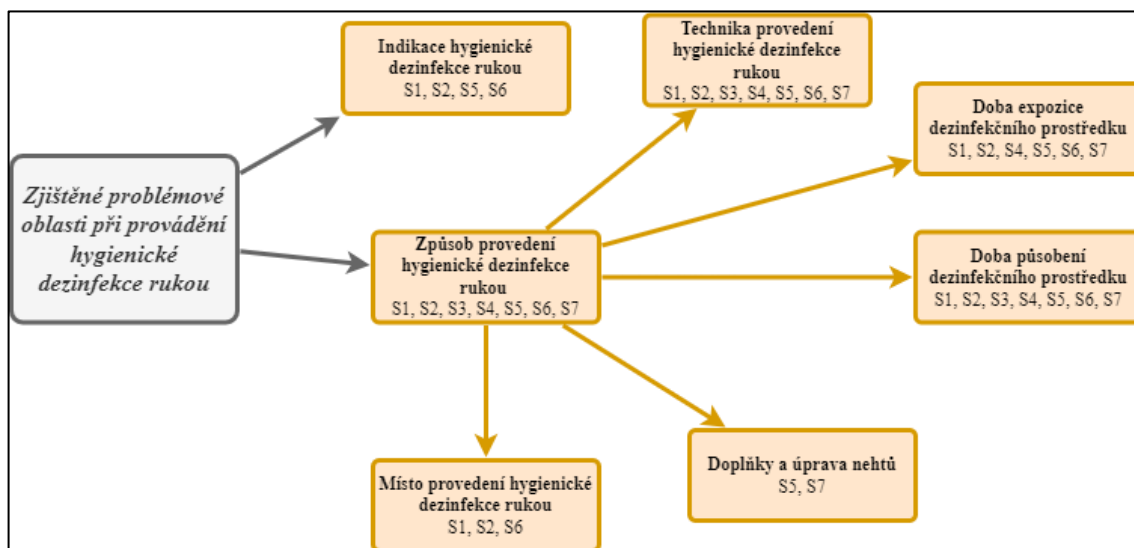 Zjištěné problémové
oblasti při provádění
hygienické
dezinfekce rukou
Indikace hygienické
dezinfekce rukou
S1, S2, S5, S6
Technika provedení
hygienické dezinfekce
rukou
S1, S2, S3, S4, S5, S6, S7
Doba expozice
dezinfekčního prostředku
S1, S2, S4, S5, S6, S7
Způsob provedení
hygienické dezinfekce
rukou
S1, S2, S3, S4, S5, S6, S7
Doba působení
dezinfekčního prostředku
S1, S2, S3, S4, S5, S6, S7
Místo provedení hygienické
dezinfekce rukou
S1, S2, S6
Doplňky a úprava nehtů
S5, S7